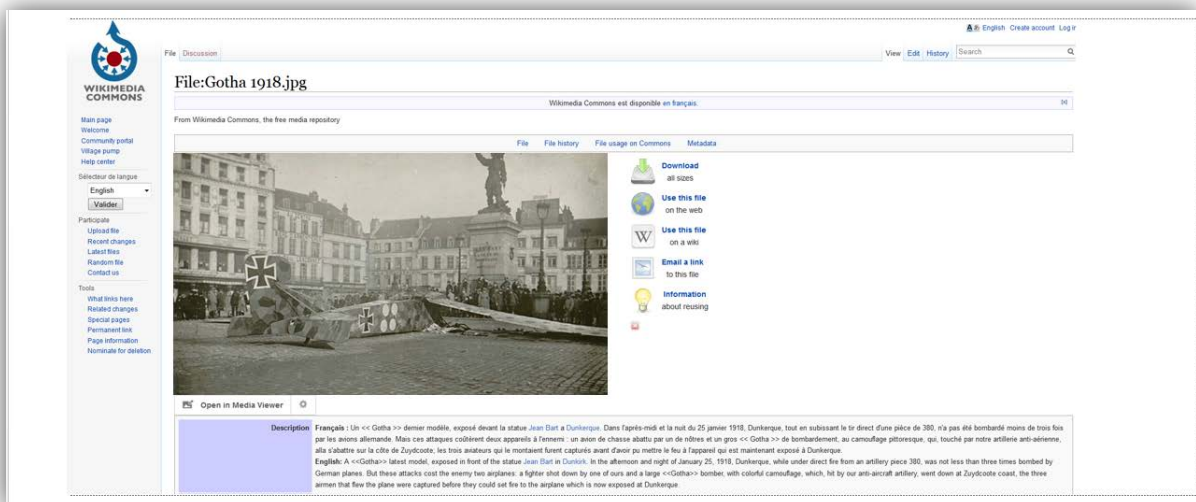 English Create account Log in
File Discussion View Edit History Search
WIKIMEDIA
COMMONS
File:Gotha 1918.jpg
Wikimedia Commons est disponible en français.
From Wikimedia Commons, the free media repository
File File history File usage on Commons Metadata
Main page
Welcome
Community portal
Village pump
Help center
Sélecteur de langue
English
Valider
Participate
Upload file
Recent changes
Latest files
Random file
Contact us
Tools
What links here
Related changes
Special pages
Permanent link
Page information
Nominate for deletion
Download
all sizes
Use this file
on the web
W
Use this file
on a wiki
Email a link
to this file
Information
about reusing
Open in Media Viewer
Description Français : Un << Gotha >> dernier modèle, exposé devant la statue Jean Bart a Dunkerque. Dans l'après-midi et la nuit du 25 janvier 1918, Dunkerque, tout en subissant le tir direct d'une pièce de 380, n'a pas été bombardé moins de trois fois
par les avions allemande. Mais ces attaques coûtèrent deux appareils à l'ennemi : un avion de chasse abattu par un de nôtres et un gros << Gotha >> de bombardement, au camouflage pittoresque, qui, touché par notre artillerie anti-aérienne,
alla s'abattre sur la côte de Zuydcoote; les trois aviateurs qui le montaient furent capturés avant d'avoir pu mettre le feu à l'appareil qui est maintenant exposé à Dunkerque.
English: A <<Gotha>> latest model, exposed in front of the statue Jean Bart in Dunkirk. In the afternoon and night of January 25, 1918, Dunkerque, while under direct fire from an artillery piece 380, was not less than three times bombed by
German planes. But these attacks cost the enemy two airplanes: a fighter shot down by one of ours and a large <<Gotha>> bomber, with colorful camouflage, which, hit by our anti-aircraft artillery, went down at Zuydcoote coast, the three
airmen that flew the plane were captured before they could set fire to the airplane which is now exposed at Dunkerque